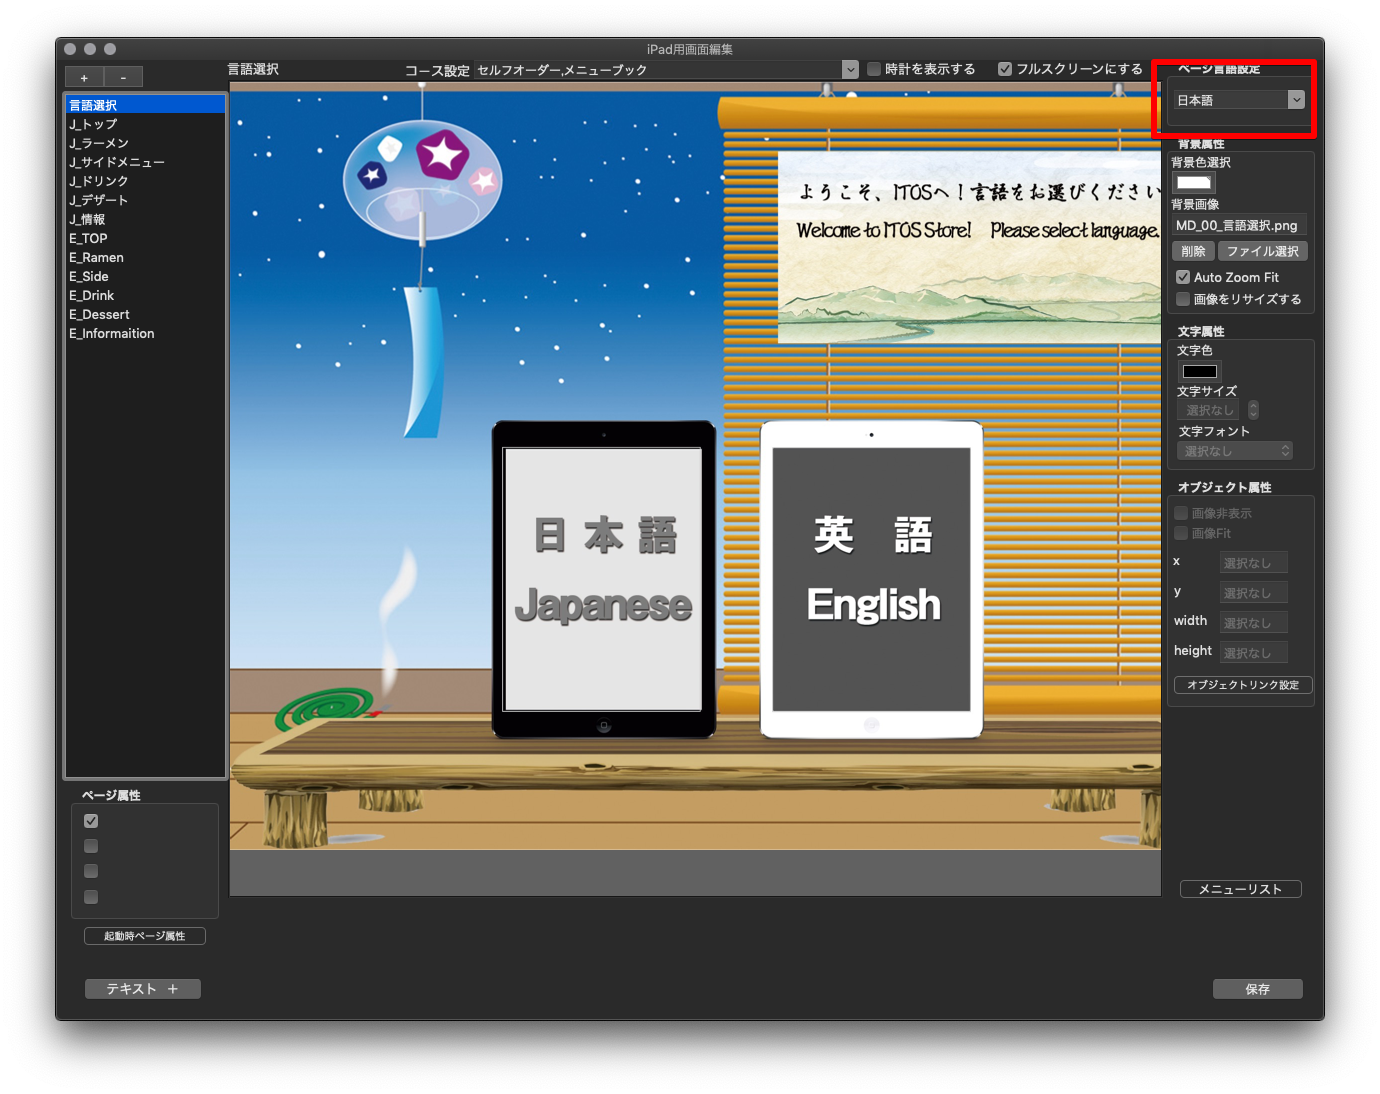 iPad用画面編集
+ -
言語選択
コース設定 セルフオーダー,メニューブック
時計を表示する
フルスクリーンにする
ページ言語設定
日本語
言語選択
J_トップ
J_ラーメン
J_サイドメニュー
J_ドリンク
J_デザート
J_情報
E_TOP
E_Ramen
E_Side
E_Drink
E_Dessert
E_Informaition
ようこそ、ITOSへ！言語をお選びください
Welcome to ITOS Store! Please select language.
日本語
Japanese
英 語
English
背景属性
背景色選択
背景画像
MD_00_言語選択.png
削除 ファイル選択
Auto Zoom Fit
画像をリサイズする
文字属性
文字色
文字サイズ
選択なし
文字フォント
選択なし
オブジェクト属性
画像非表示
画像Fit
x 選択なし
y 選択なし
width 選択なし
height 選択なし
オブジェクトリンク設定
ページ属性
起動時ページ属性
テキスト ＋
メニューリスト
保存